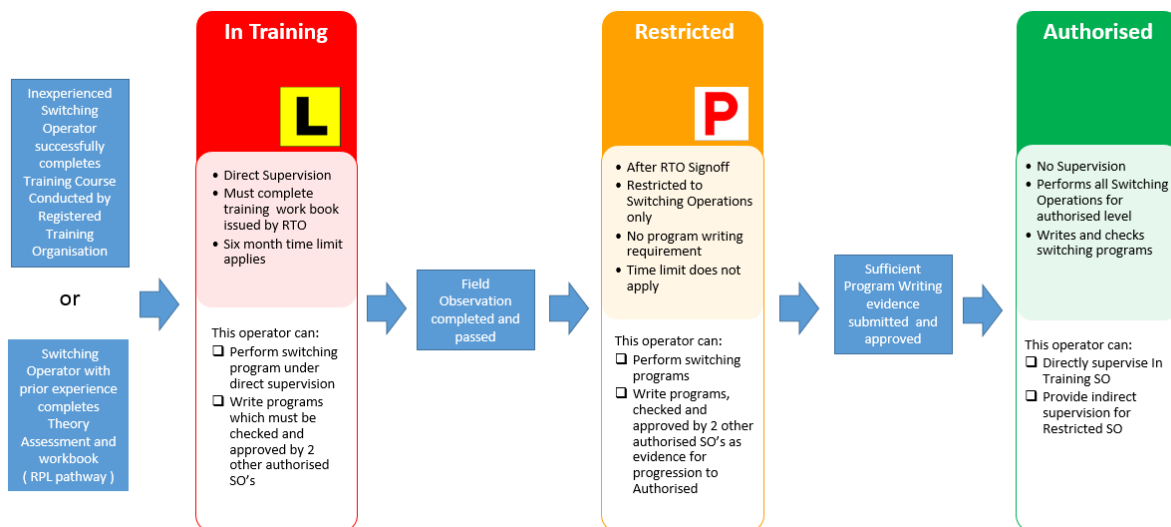 Inexperienced
Switching
Operator
successfully
completes
Training Course
Conducted by
Registered
Training
Organisation
or
Switching
Operator with
prior experience
completes
Theory
Assessment and
workbook
( RPL pathway )
In Training
L
• Direct Supervision
• Must complete
training work book
issued by RTO
• Six month time limit
applies
This operator can:
❑ Perform switching
program under
direct supervision
❑ Write programs
which must be
checked and
approved by 2
other authorised
SO's
Field
Observation
completed and
passed
Restricted
P
• After RTO Signoff
• Restricted to
Switching Operations
only
• No program writing
requirement
• Time limit does not
apply
This operator can:
❑ Perform switching
programs
❑ Write programs,
checked and
approved by 2 other
authorised SO's as
evidence for
progression to
Authorised
Sufficient
Program Writing
evidence
submitted and
approved
Authorised
• No Supervision
• Performs all Switching
Operations for
authorised level
• Writes and checks
switching programs
This operator can:
❑ Directly supervise In
Training SO
❑ Provide indirect
supervision for
Restricted SO